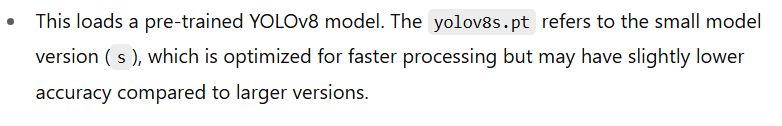 • This loads a pre-trained YOLOv8 model. The yolov8s.pt refers to the small model
version ( s ), which is optimized for faster processing but may have slightly lower
accuracy compared to larger versions.